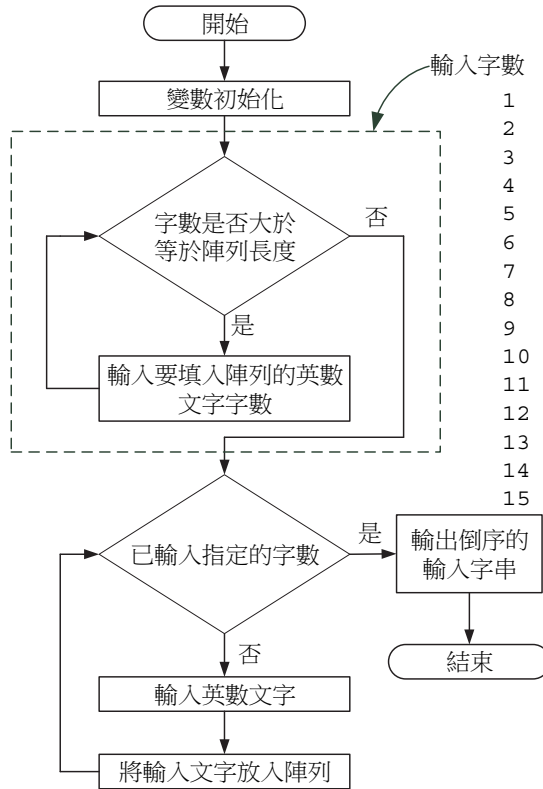 開始
變數初始化
輸入字數
字數是否大於
等於陣列長度
否
是
輸入要填入陣列的英數
文字字數
1
2
3
4
5
6
7
8
9
10
11
12
13
14
15
已輸入指定的字數
是
輸出倒序的
輸入字串
結束
否
輸入英數文字
將輸入文字放入陣列